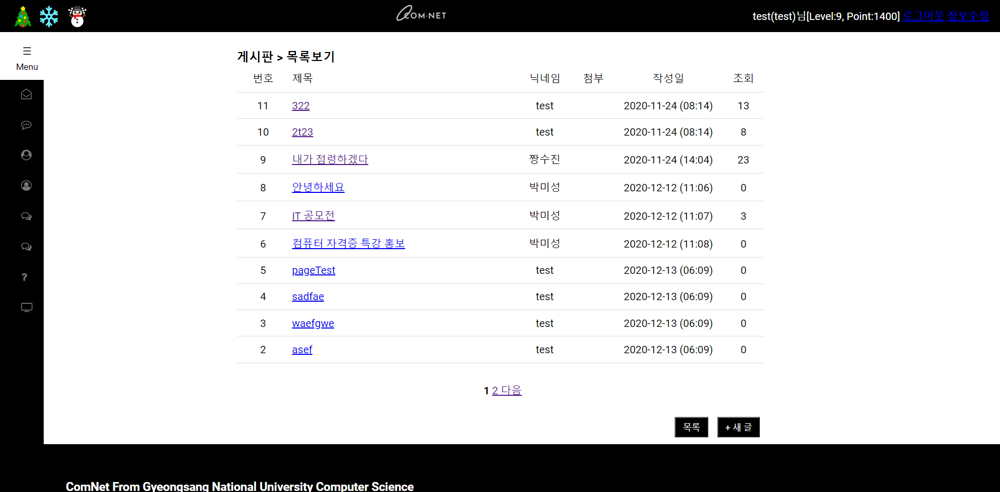 COM·NET
test(test)님[Level:9, Point:1400] 로그아웃 정보수정
☰
Menu
게시판 > 목록보기
번호 제목 닉네임 첨부 작성일 조회
11 322 test 2020-11-24 (08:14) 13
10 2t23 test 2020-11-24 (08:14) 8
9 내가 점령하겠다 짱수진 2020-11-24 (14:04) 23
8 안녕하세요 박미성 2020-12-12 (11:06) 0
7 IT 공모전 박미성 2020-12-12 (11:07) 3
6 컴퓨터 자격증 특강 홍보 박미성 2020-12-12 (11:08) 0
5 pageTest test 2020-12-13 (06:09) 0
4 sadfae test 2020-12-13 (06:09) 0
3 waefgwe test 2020-12-13 (06:09) 0
2 asef test 2020-12-13 (06:09) 0
1 2 다음
목록 + 새 글
ComNet From Gyeongsang National University Computer Science